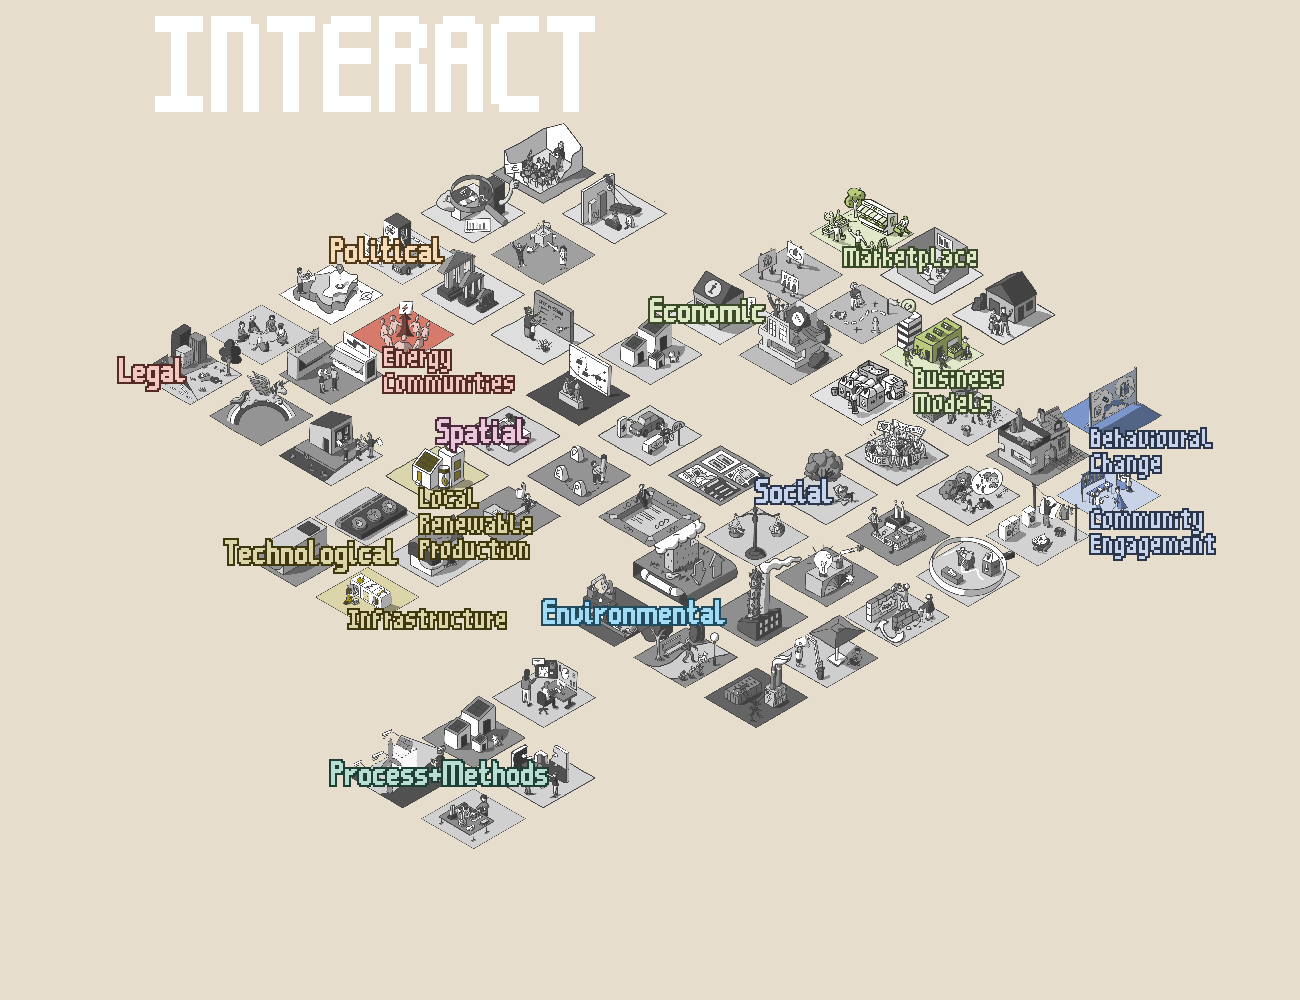 INTERACT
Political
Marketplace
Economic
Legal
Energy
Communities
Business
Models
Spatial
Behavioural
Change
Local
Renewable
Production
Social
Community
Engagement
Technological
Infrastructure
Environmental
Process+Methods